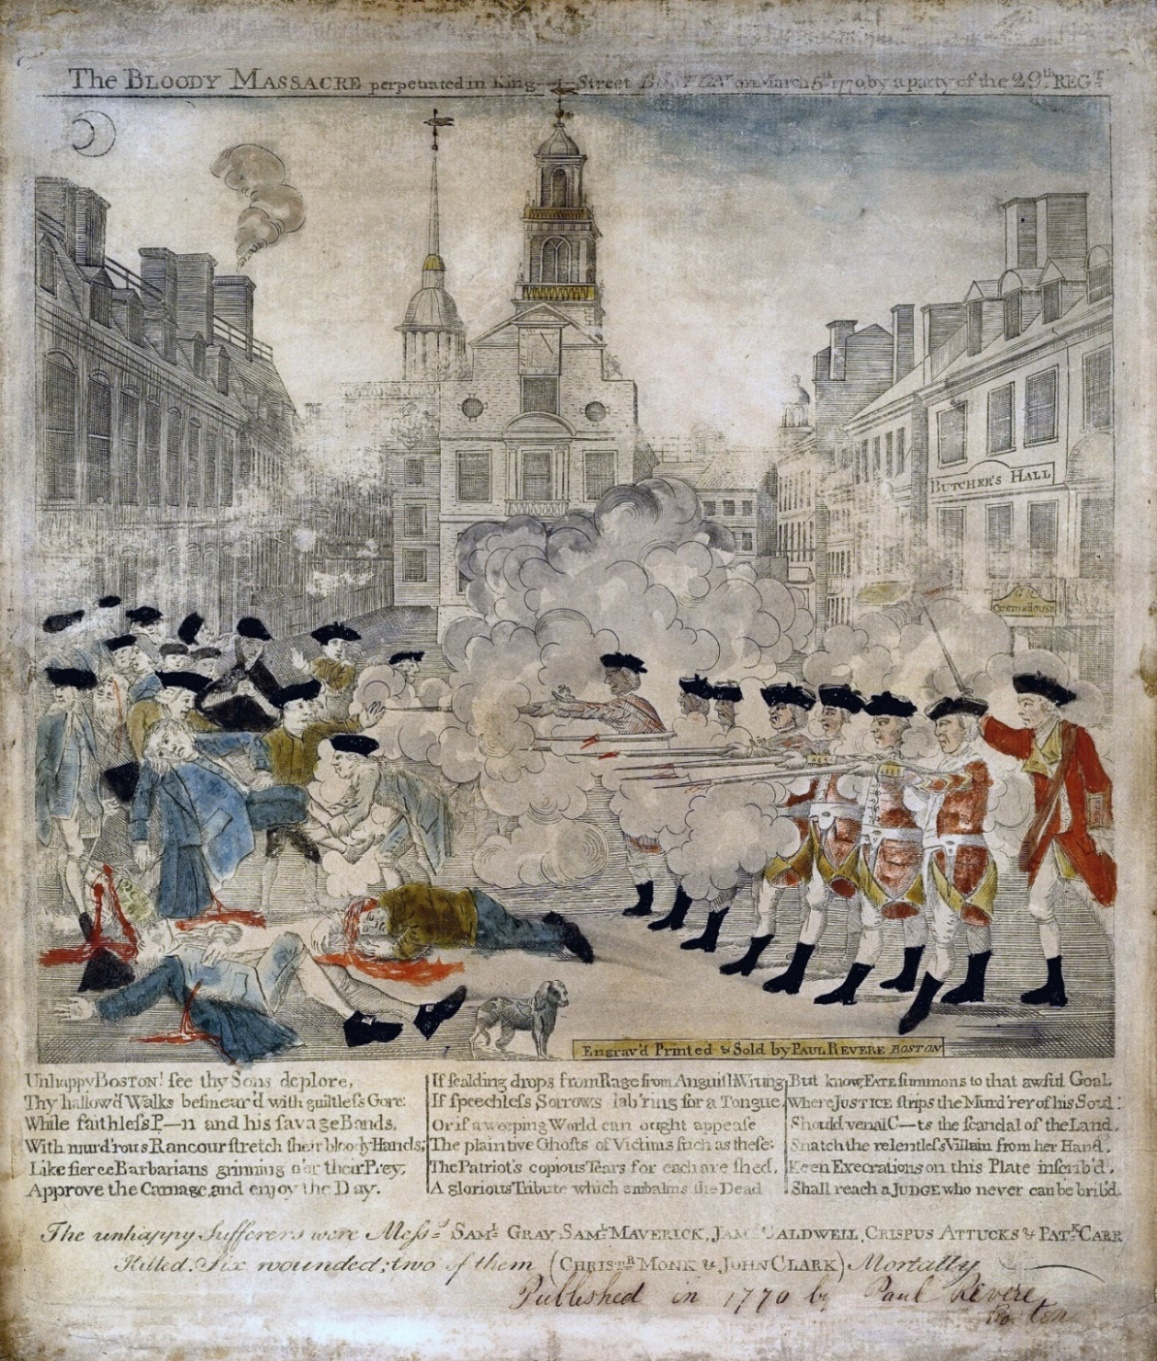 The BLOODY MASSACRE perpetrated in King Street BOSTON on March 5th 1770 by a party of the 29th REGT
BUTCHER'S HALL
CUSTOM HOUSE
Engrav'd Printed & Sold by PAUL REVERE BOSTON
Unhappy BOSTON! see thy Sons deplore,
Thy hallow'd Walks besmear'd with guiltless Gore:
While faithless P—n and his savage Bands,
With murd'rous Rancour stretch their bloody Hands;
Like fierce Barbarians grinning o'er their Prey,
Approve the Carnage, and enjoy the Day.
If scalding drops from Rage from Anguish Wrung
If speechless Sorrows lab'ring for a Tongue,
Or if a weeping World can ought appease
The plaintive Ghosts of Victims such as these;
The Patriot's copious Tears for each are shed,
A glorious Tribute which embalms the Dead
But know, FATE summons to that awful Goal,
Where JUSTICE strips the Murd'rer of his Soul:
Should venal C—ts the scandal of the Land,
Snatch the relentless Villain from her Hand,
Keen Execrations on this Plate inscrib'd,
Shall reach a JUDGE who never can be brib'd.
The unhappy Sufferers were Messs SAML GRAY, SAML MAVERICK, JAMS CALDWELL, CRISPUS ATTUCKS & PATK CARR
Killed. Six wounded; two of them (CHRISTR MONK & JOHN CLARK) Mortally
Published in 1770 by Paul Revere
Boston